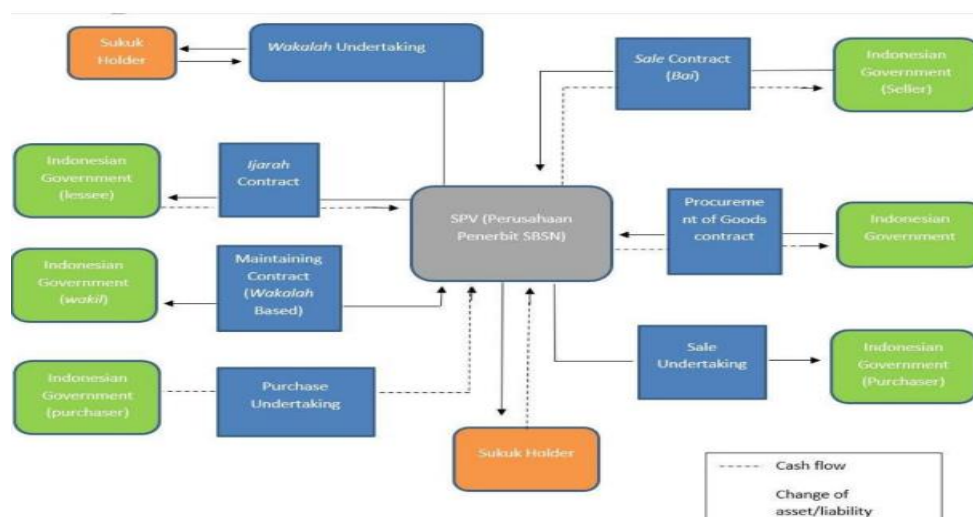 Sukuk
Holder
Wakalah Undertaking
Sale Contract
(Bai)
Indonesian
Government
(Seller)
Indonesian
Government
(lessee)
Ijarah
Contract
SPV (Perusahaan
Penerbit SBSN)
Procureme
nt of Goods
contract
Indonesian
Government
Indonesian
Government
(wakil)
Maintaining
Contract
(Wakalah
Based)
Sale
Undertaking
Indonesian
Government
(Purchaser)
Indonesian
Government
(purchaser)
Purchase
Undertaking
Sukuk Holder
Cash flow
Change of
asset/liability